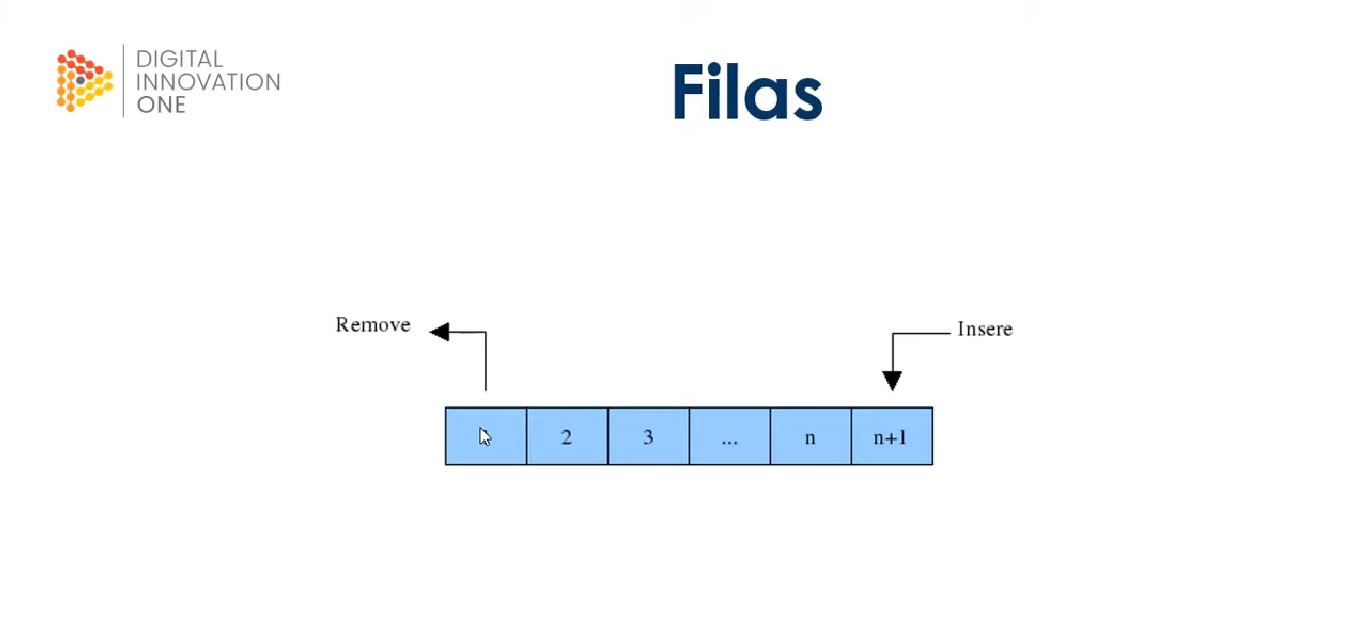 DIGITAL
INNOVATION
ONE
Filas
Remove
Insere
2 3 ... n n+1